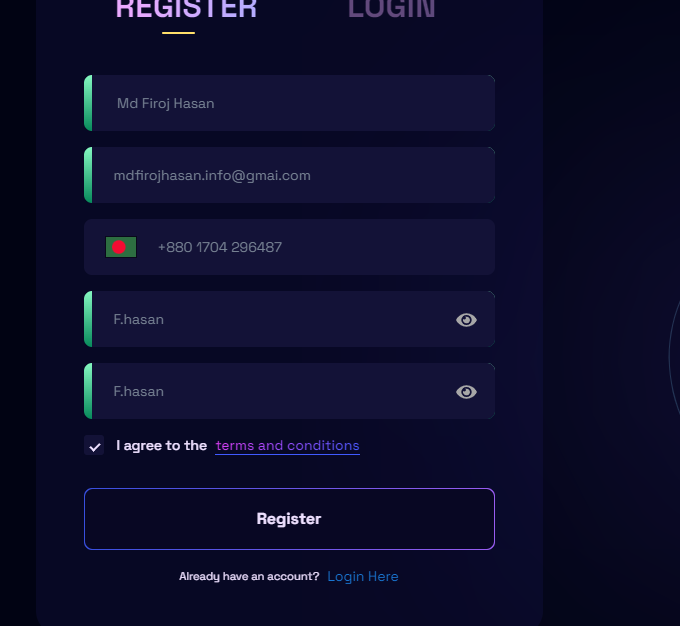 REGISTER LOGIN
Md Firoj Hasan
mdfirojhasan.info@gmai.com
+880 1704 296487
F.hasan
F.hasan
I agree to the terms and conditions
Register
Already have an account? Login Here